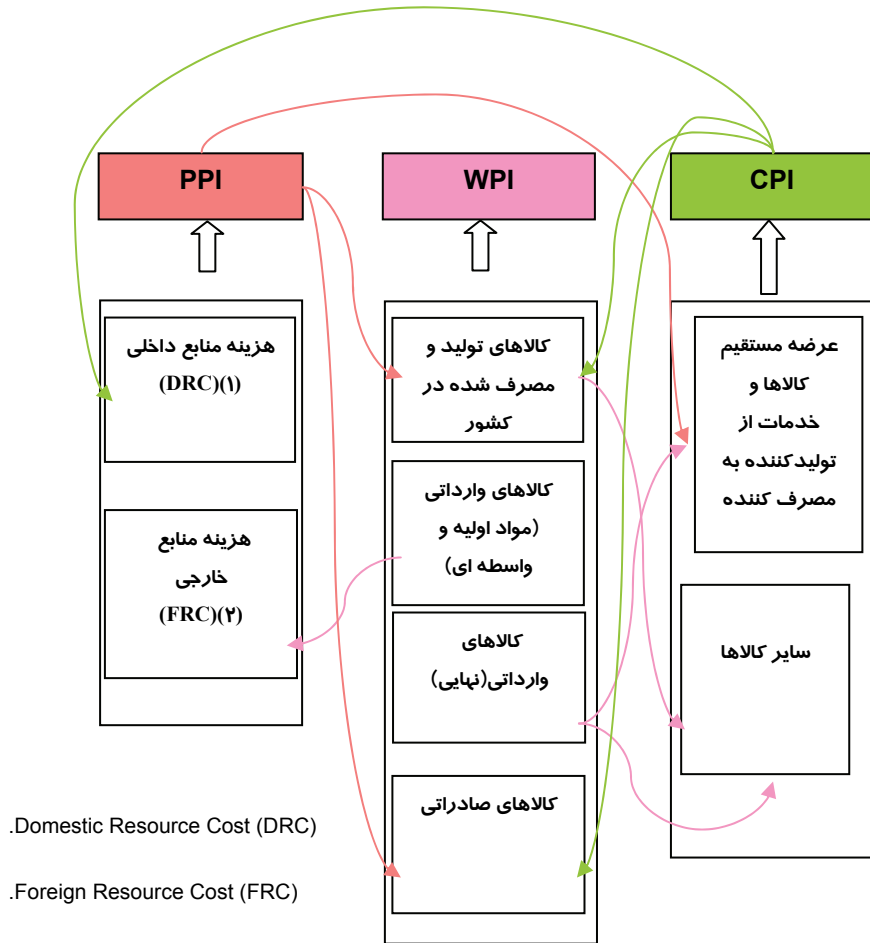 PPI
WPI
CPI
هزینه منابع داخلی
(DRC)(۱)
هزینه منابع
خارجی
(FRC)(۲)
کالاهای تولید و
مصرف شده در
کشور
کالاهای وارداتی
(مواد اولیه و
واسطه ای)
کالاهای
وارداتی(نهایی)
کالاهای صادراتی
عرضه مستقیم
کالاها و
خدمات از
تولیدکننده به
مصرف کننده
سایر کالاها
.Domestic Resource Cost (DRC)
.Foreign Resource Cost (FRC)